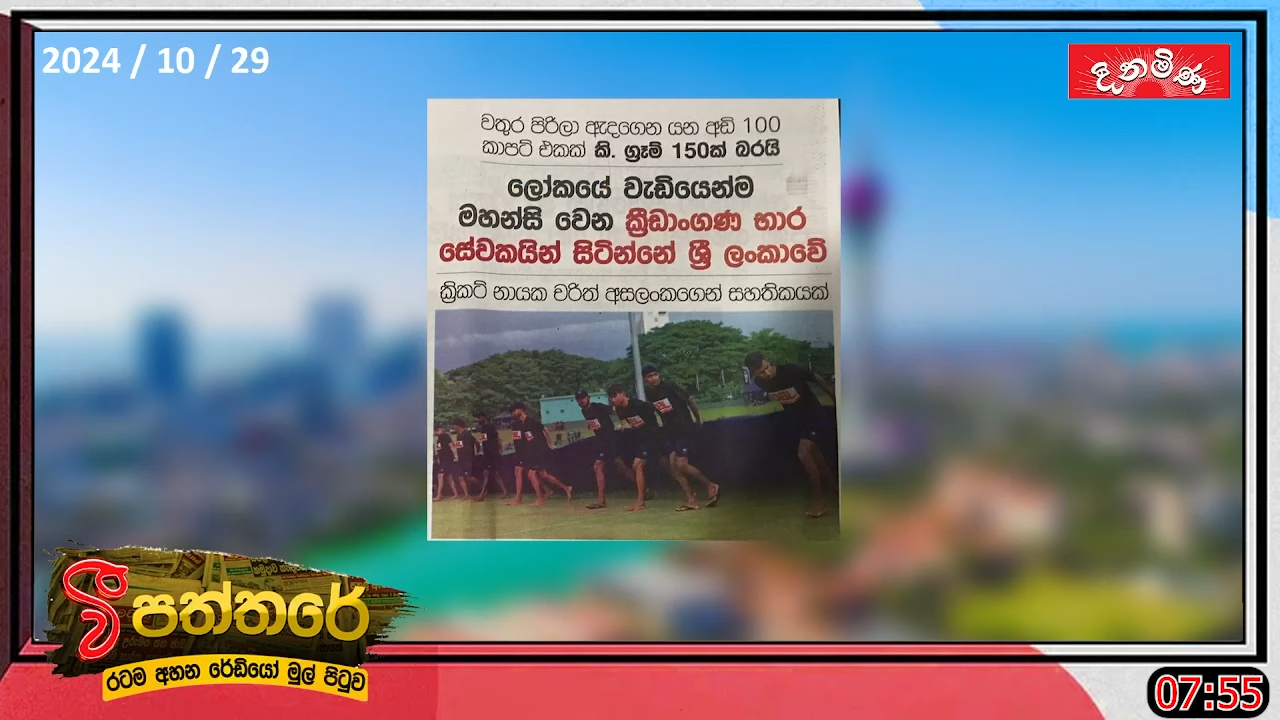 2024 / 10 / 29
දිනමිණ
වතුර පිරිලා ඇදගෙන යන අඩි 100
කාපට් එකක් කි. ග්‍රෑම් 150ක් බරයි
ලෝකයේ වැඩියෙන්ම
මහන්සි වෙන ක්‍රීඩාංගණ භාර
සේවකයින් සිටින්නේ ශ්‍රී ලංකාවේ
ක්‍රිකට් නායක චරිත් අසලංකගෙන් සහතිකයක්
වී පත්තරේ
රටම අහන රේඩියෝ මුල් පිටුව
07:55